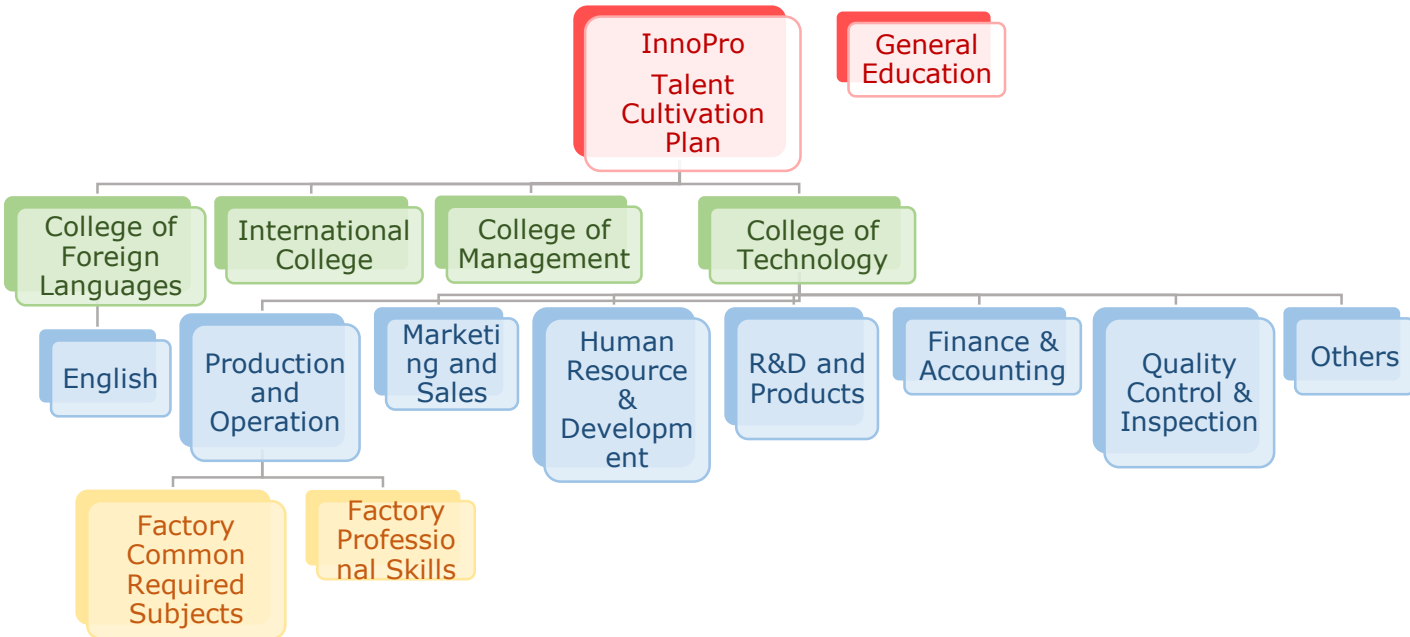 InnoPro
Talent
Cultivation
Plan
General
Education
College of
Foreign
Languages
International
College
College of
Management
College of
Technology
English
Production
and
Operation
Marketi
ng and
Sales
Human
Resource
&
Developm
ent
R&D and
Products
Finance &
Accounting
Quality
Control &
Inspection
Others
Factory
Common
Required
Subjects
Factory
Professio
nal Skills